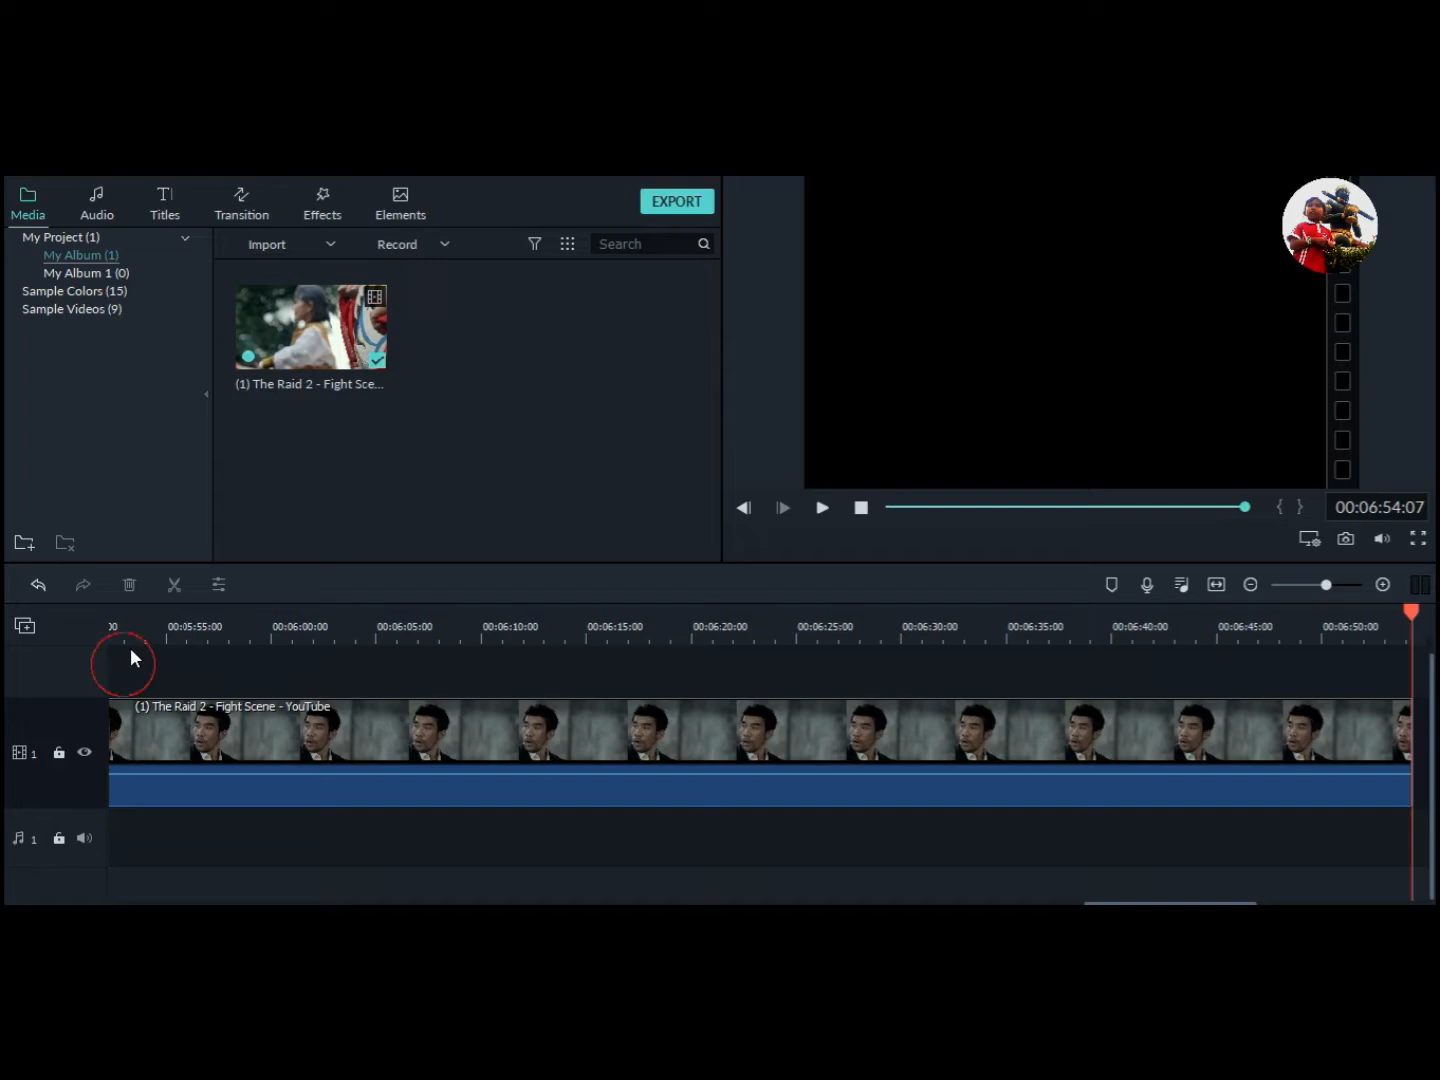 Media
Audio
Titles
Transition
Effects
Elements
EXPORT
My Project (1)
My Album (1)
My Album 1 (0)
Sample Colors (15)
Sample Videos (9)
Import
Record
Search
(1) The Raid 2 - Fight Sce...
00:06:54:07
00
00:05:55:00
00:06:00:00
00:06:05:00
00:06:10:00
00:06:15:00
00:06:20:00
00:06:25:00
00:06:30:00
00:06:35:00
00:06:40:00
00:06:45:00
00:06:50:00
(1) The Raid 2 - Fight Scene - YouTube
1
1